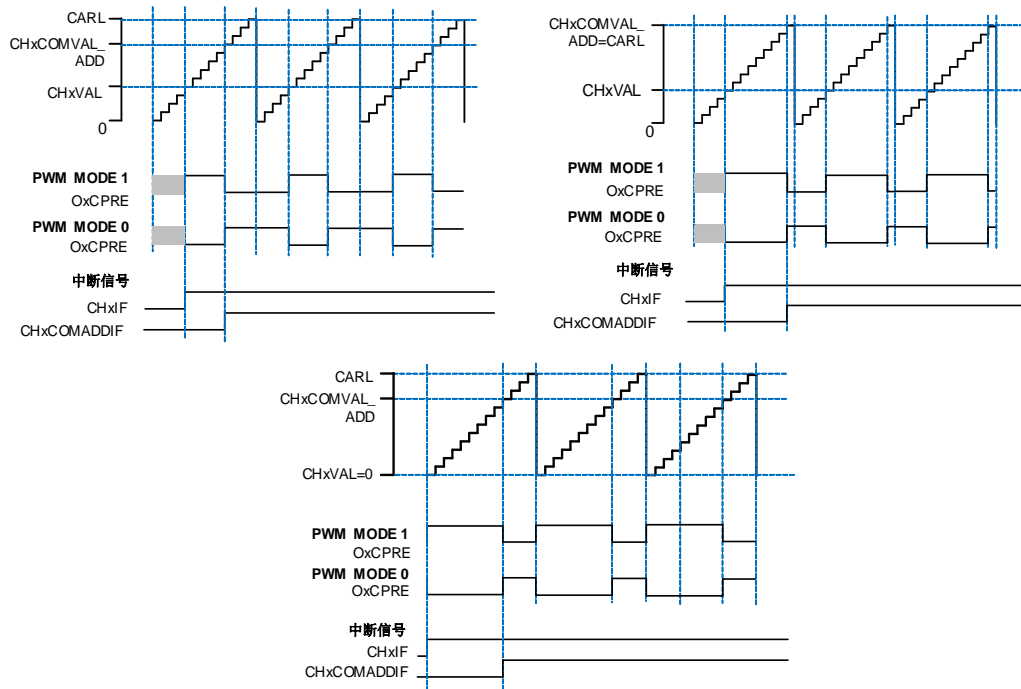 CARL
CHxCOMVAL_
ADD
CHxVAL
0
PWM MODE 1
OxCPRE
PWM MODE 0
OxCPRE
中断信号
CHxIF
CHxCOMADDIF
CHxCOMVAL_
ADD=CARL
CHxVAL
0
PWM MODE 1
OxCPRE
PWM MODE 0
OxCPRE
中断信号
CHxIF
CHxCOMADDIF
CARL
CHxCOMVAL_
ADD
CHxVAL=0
PWM MODE 1
OxCPRE
PWM MODE 0
OxCPRE
中断信号
CHxIF
CHxCOMADDIF